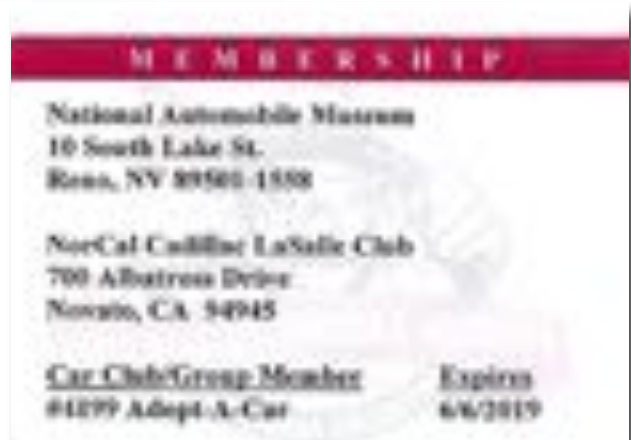 MEMBERSHIP
National Automobile Museum
10 South Lake St.
Reno, NV 89501-1558
NorCal Cadillac LaSalle Club
700 Albatross Drive
Novato, CA 94945
Car Club/Group Member Expires
Adopt-A-Car 6/6/2019